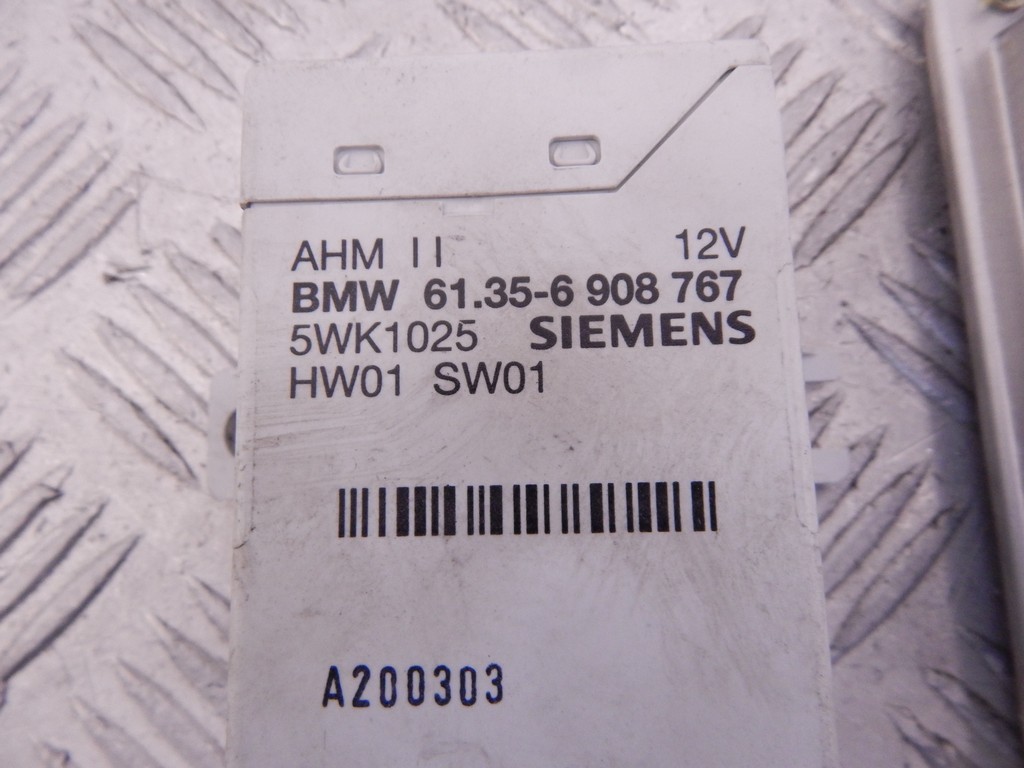 AHM II 12V
BMW 61.35-6 908 767
5WK1025 SIEMENS
HW01 SW01
A200303